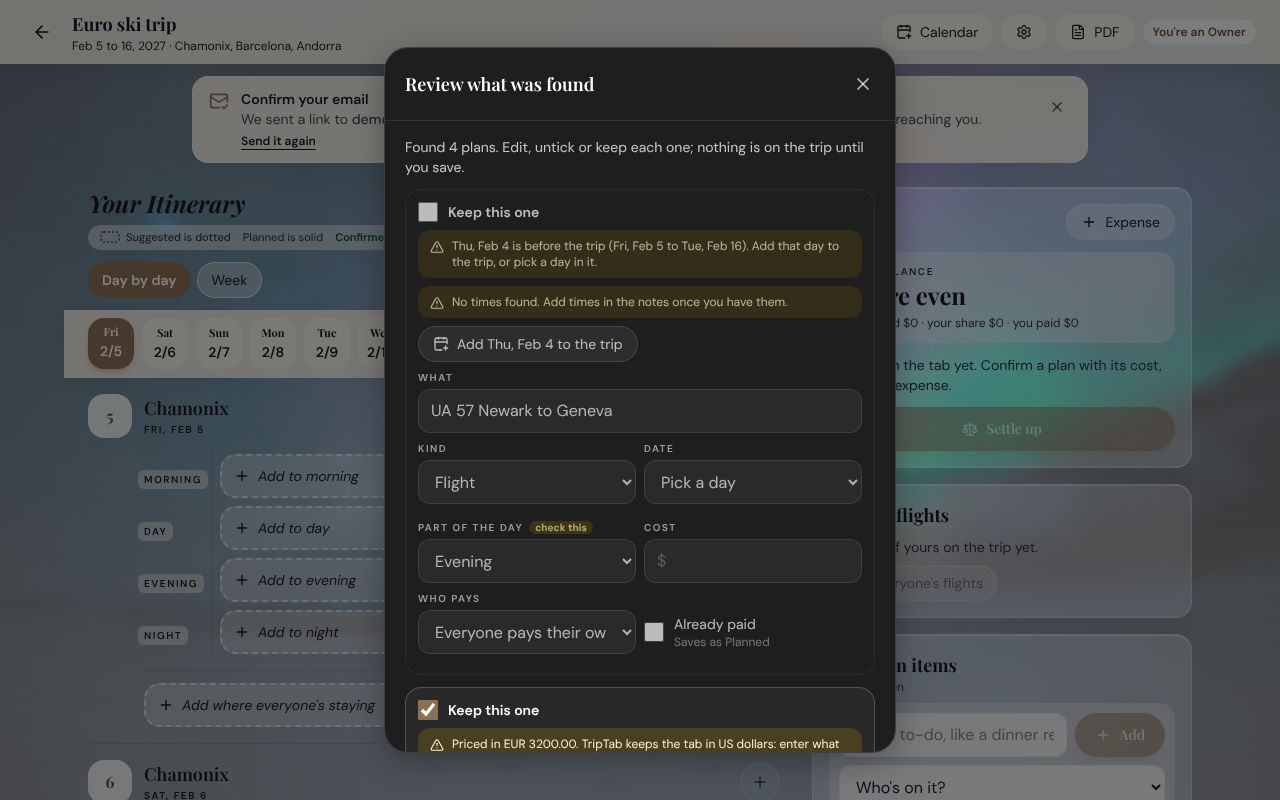 Euro ski trip
Feb 5 to 16, 2027 · Chamonix, Barcelona, Andorra
Calendar
PDF
You're an Owner
Confirm your email
We sent a link to demo
reaching you.
Send it again
Review what was found
Found 4 plans. Edit, untick or keep each one; nothing is on the trip until
you save.
Keep this one
Thu, Feb 4 is before the trip (Fri, Feb 5 to Tue, Feb 16). Add that day to
the trip, or pick a day in it.
No times found. Add times in the notes once you have them.
Add Thu, Feb 4 to the trip
WHAT
UA 57 Newark to Geneva
KIND
DATE
Flight
Pick a day
PART OF THE DAY check this
COST
Evening
$
WHO PAYS
Everyone pays their ow
Already paid
Saves as Planned
Keep this one
Priced in EUR 3200.00. TripTab keeps the tab in US dollars: enter what
Your Itinerary
Suggested is dotted Planned is solid Confirme
Day by day
Week
Fri 2/5
Sat 2/6
Sun 2/7
Mon 2/8
Tue 2/9
We 2/1
5
Chamonix
FRI, FEB 5
MORNING
Add to morning
DAY
Add to day
EVENING
Add to evening
NIGHT
Add to night
Add where everyone's staying
6
Chamonix
SAT, FEB 6
Expense
LANCE
re even
d $0 · your share $0 · you paid $0
n the tab yet. Confirm a plan with its cost,
expense.
Settle up
flights
f yours on the trip yet.
ryone's flights
n items
en
to-do, like a dinner re
Add
Who's on it?